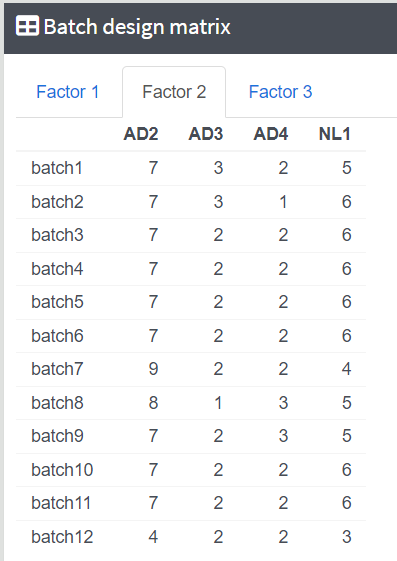 Batch design matrix
Factor 1 Factor 2 Factor 3
AD2 AD3 AD4 NL1
batch1 7 3 2 5
batch2 7 3 1 6
batch3 7 2 2 6
batch4 7 2 2 6
batch5 7 2 2 6
batch6 7 2 2 6
batch7 9 2 2 4
batch8 8 1 3 5
batch9 7 2 3 5
batch10 7 2 2 6
batch11 7 2 2 6
batch12 4 2 2 3